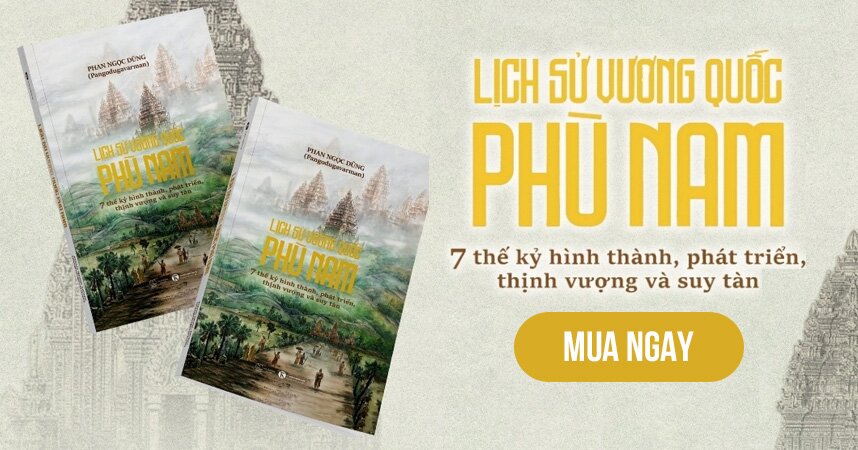 PHAN NGỌC DŨNG
(Pangodugavarman)
LỊCH SỬ VƯƠNG QUỐC
PHÙ NAM
7 thế kỷ hình thành, phát triển,
thịnh vượng và suy tàn
PHAN NGỌC DŨNG
(Pangodugavarman)
LỊCH SỬ VƯƠNG QUỐC
PHÙ NAM
7 thế kỷ hình thành, phát triển,
thịnh vượng và suy tàn
LỊCH SỬ VƯƠNG QUỐC
PHÙ NAM
7 thế kỷ hình thành, phát triển,
thịnh vượng và suy tàn
MUA NGAY